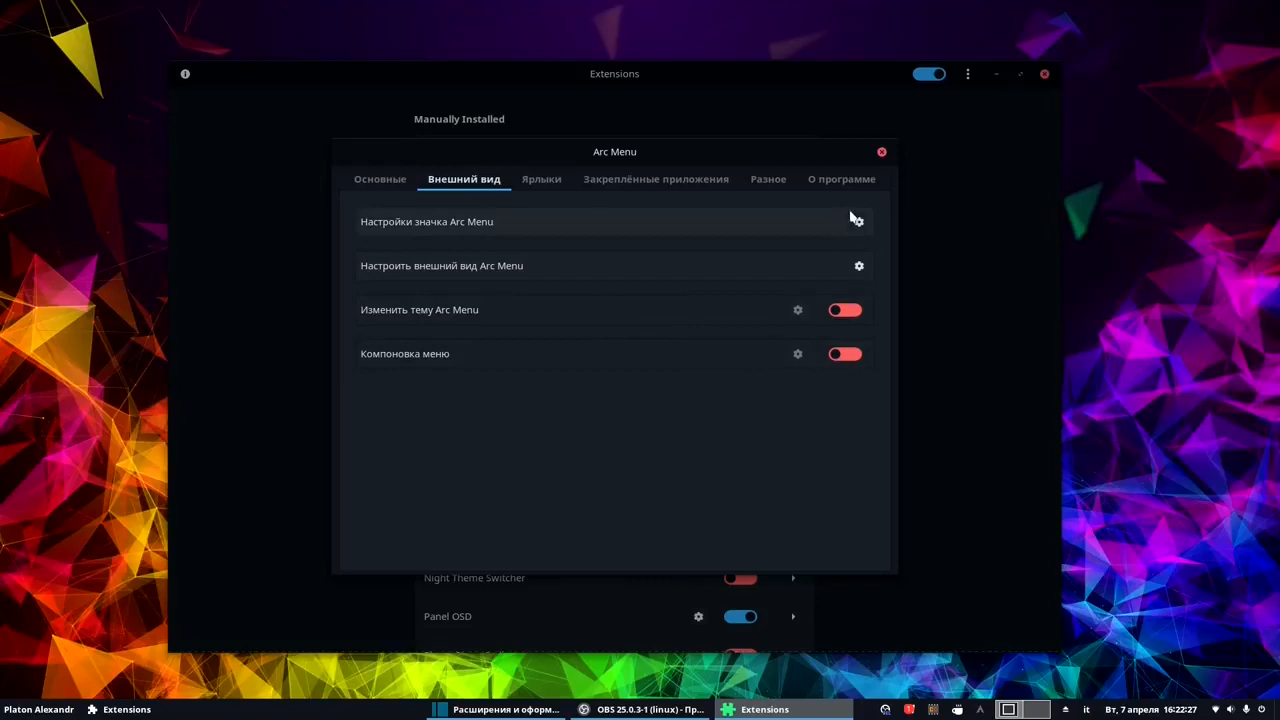 Extensions
Manually Installed
Arc Menu
Основные Внешний вид Ярлыки Закреплённые приложения Разное О программе
Настройки значка Arc Menu
Настроить внешний вид Arc Menu
Изменить тему Arc Menu
Компоновка меню
Night Theme Switcher
Panel OSD
Platon Alexandr Extensions Расширения и оформ... OBS 25.0.3-1 (linux) - Пр... Extensions it Вт, 7 апреля 16:22:27